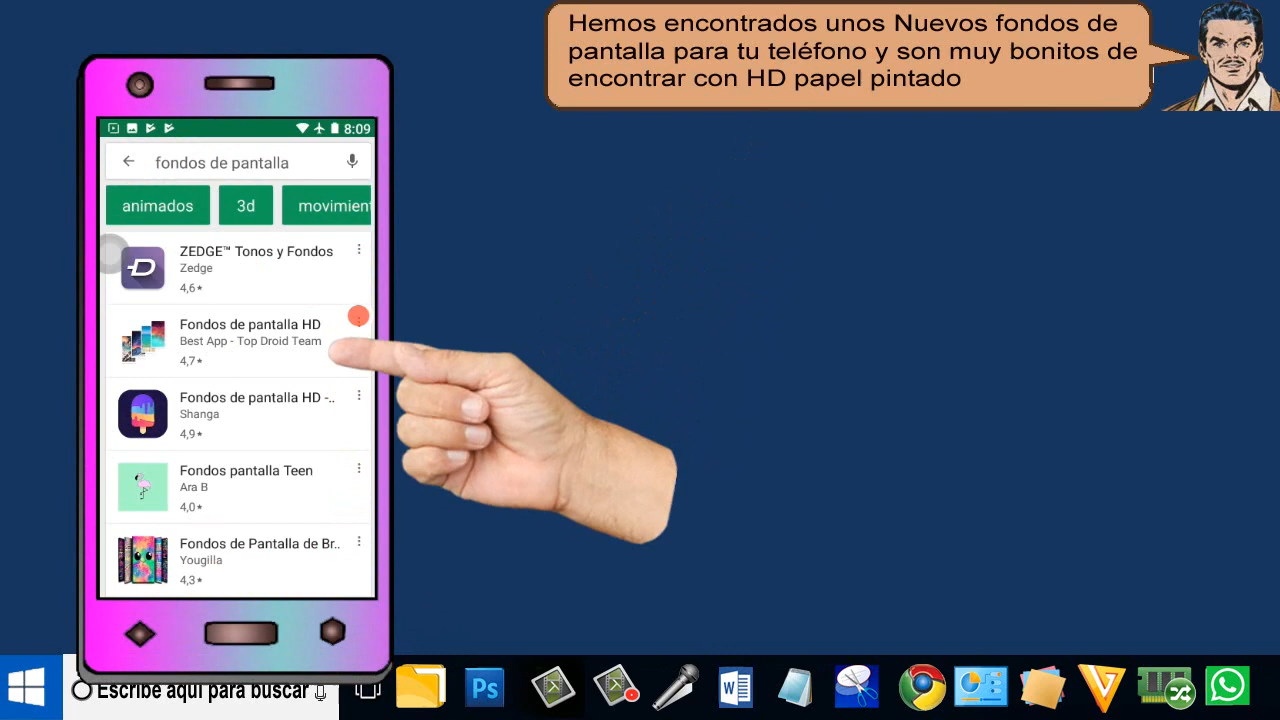 Hemos encontrados unos Nuevos fondos de
pantalla para tu teléfono y son muy bonitos de
encontrar con HD papel pintado
8:09
fondos de pantalla
animados
3d
movimient
ZEDGE™ Tonos y Fondos
Zedge
4,6★
Fondos de pantalla HD
Best App - Top Droid Team
4,7★
Fondos de pantalla HD -..
Shanga
4,9★
Fondos pantalla Teen
Ara B
4,0★
Fondos de Pantalla de Br..
Yougilla
4,3★
Escribe aquí para buscar
Ps